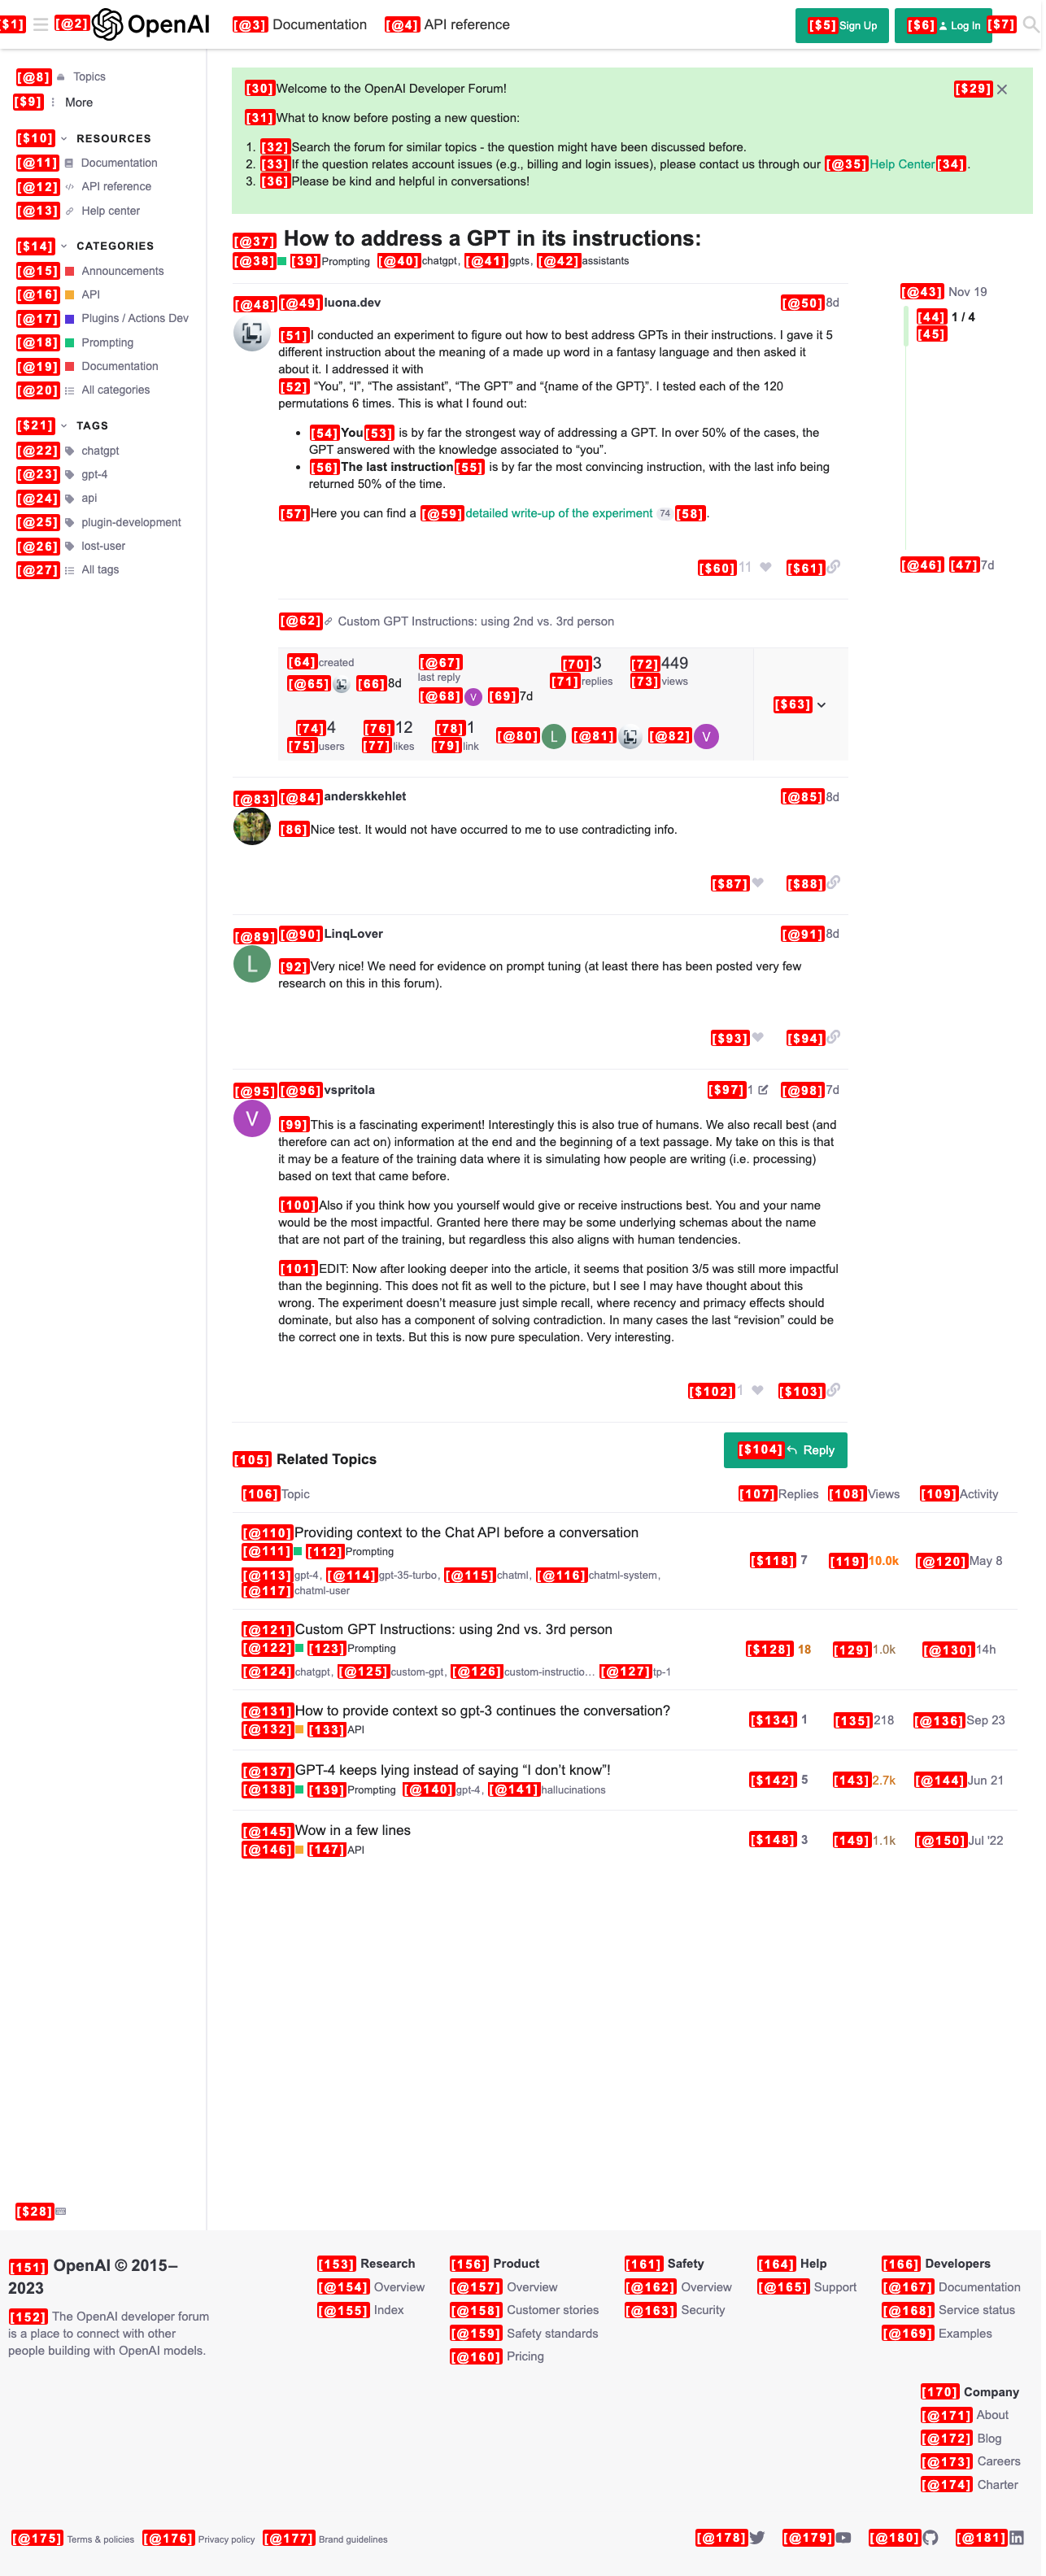 [$1] [@2] OpenAI [@3] Documentation [@4] API reference [$5] Sign Up [$6] Log In [$7]
[@8] Topics
[$9] More
[$10] RESOURCES
[@11] Documentation
[@12] API reference
[@13] Help center
[$14] CATEGORIES
[@15] Announcements
[@16] API
[@17] Plugins / Actions Dev
[@18] Prompting
[@19] Documentation
[@20] All categories
[$21] TAGS
[@22] chatgpt
[@23] gpt-4
[@24] api
[@25] plugin-development
[@26] lost-user
[@27] All tags
[$28]
[30]Welcome to the OpenAI Developer Forum! [$29]
[31]What to know before posting a new question:
1. [32]Search the forum for similar topics - the question might have been discussed before.
2. [33]If the question relates account issues (e.g., billing and login issues), please contact us through our [@35]Help Center[34].
3. [36]Please be kind and helpful in conversations!
[@37] How to address a GPT in its instructions:
[@38] [39]Prompting [@40]chatgpt, [@41]gpts, [@42]assistants
[@43] Nov 19
[44] 1 / 4
[45]
[@46] [47]7d
[@48] [@49]luona.dev [@50]8d
[51]I conducted an experiment to figure out how to best address GPTs in their instructions. I gave it 5
different instruction about the meaning of a made up word in a fantasy language and then asked it
about it. I addressed it with
[52] “You”, “I”, “The assistant”, “The GPT” and “{name of the GPT}”. I tested each of the 120
permutations 6 times. This is what I found out:
• [54]You[53] is by far the strongest way of addressing a GPT. In over 50% of the cases, the
GPT answered with the knowledge associated to “you”.
• [56]The last instruction[55] is by far the most convincing instruction, with the last info being
returned 50% of the time.
[57]Here you can find a [@59]detailed write-up of the experiment 74 [58].
[$60]11 [$61]
[@62] Custom GPT Instructions: using 2nd vs. 3rd person
[64]created
[@65] [66]8d
[@67]
last reply
[@68] V [69]7d
[70]3
[71]replies
[72]449
[73]views
[$63]
[74]4
[75]users
[76]12
[77]likes
[78]1
[79]link
[@80] L [@81] [@82] V
[@83] [@84]anderskkehlet [@85]8d
[86]Nice test. It would not have occurred to me to use contradicting info.
[$87] [$88]
[@89] [@90]LinqLover [@91]8d
L
[92]Very nice! We need for evidence on prompt tuning (at least there has been posted very few
research on this in this forum).
[$93] [$94]
[@95] [@96]vspritola [$97]1 [@98]7d
V
[99]This is a fascinating experiment! Interestingly this is also true of humans. We also recall best (and
therefore can act on) information at the end and the beginning of a text passage. My take on this is that
it may be a feature of the training data where it is simulating how people are writing (i.e. processing)
based on text that came before.
[100]Also if you think how you yourself would give or receive instructions best. You and your name
would be the most impactful. Granted here there may be some underlying schemas about the name
that are not part of the training, but regardless this also aligns with human tendencies.
[101]EDIT: Now after looking deeper into the article, it seems that position 3/5 was still more impactful
than the beginning. This does not fit as well to the picture, but I see I may have thought about this
wrong. The experiment doesn’t measure just simple recall, where recency and primacy effects should
dominate, but also has a component of solving contradiction. In many cases the last “revision” could be
the correct one in texts. But this is now pure speculation. Very interesting.
[$102]1 [$103]
[$104] Reply
[105] Related Topics
[106]Topic [107]Replies [108]Views [109]Activity
[@110]Providing context to the Chat API before a conversation
[@111] [112]Prompting
[@113]gpt-4, [@114]gpt-35-turbo, [@115]chatml, [@116]chatml-system,
[@117]chatml-user
[$118] 7 [119]10.0k [@120]May 8
[@121]Custom GPT Instructions: using 2nd vs. 3rd person
[@122] [123]Prompting
[@124]chatgpt, [@125]custom-gpt, [@126]custom-instructio… [@127]tp-1
[$128] 18 [129]1.0k [@130]14h
[@131]How to provide context so gpt-3 continues the conversation?
[@132] [133]API
[$134] 1 [135]218 [@136]Sep 23
[@137]GPT-4 keeps lying instead of saying “I don’t know”!
[@138] [139]Prompting [@140]gpt-4, [@141]hallucinations
[$142] 5 [143]2.7k [@144]Jun 21
[@145]Wow in a few lines
[@146] [147]API
[$148] 3 [149]1.1k [@150]Jul '22
[151] OpenAI © 2015–
2023
[152] The OpenAI developer forum
is a place to connect with other
people building with OpenAI models.
[153] Research
[@154] Overview
[@155] Index
[156] Product
[@157] Overview
[@158] Customer stories
[@159] Safety standards
[@160] Pricing
[161] Safety
[@162] Overview
[@163] Security
[164] Help
[@165] Support
[166] Developers
[@167] Documentation
[@168] Service status
[@169] Examples
[170] Company
[@171] About
[@172] Blog
[@173] Careers
[@174] Charter
[@175] Terms & policies [@176] Privacy policy [@177] Brand guidelines [@178] [@179] [@180] [@181]